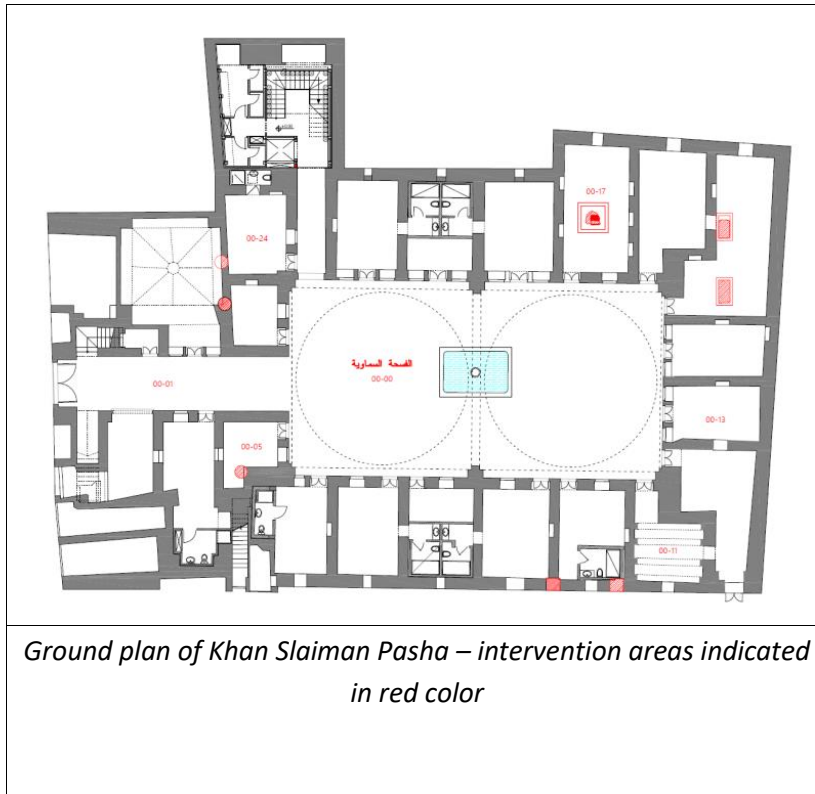 00-17
00-24
الفسحة السماوية
00-00
00-01
00-13
00-05
00-11
Ground plan of Khan Slaiman Pasha – intervention areas indicated
in red color